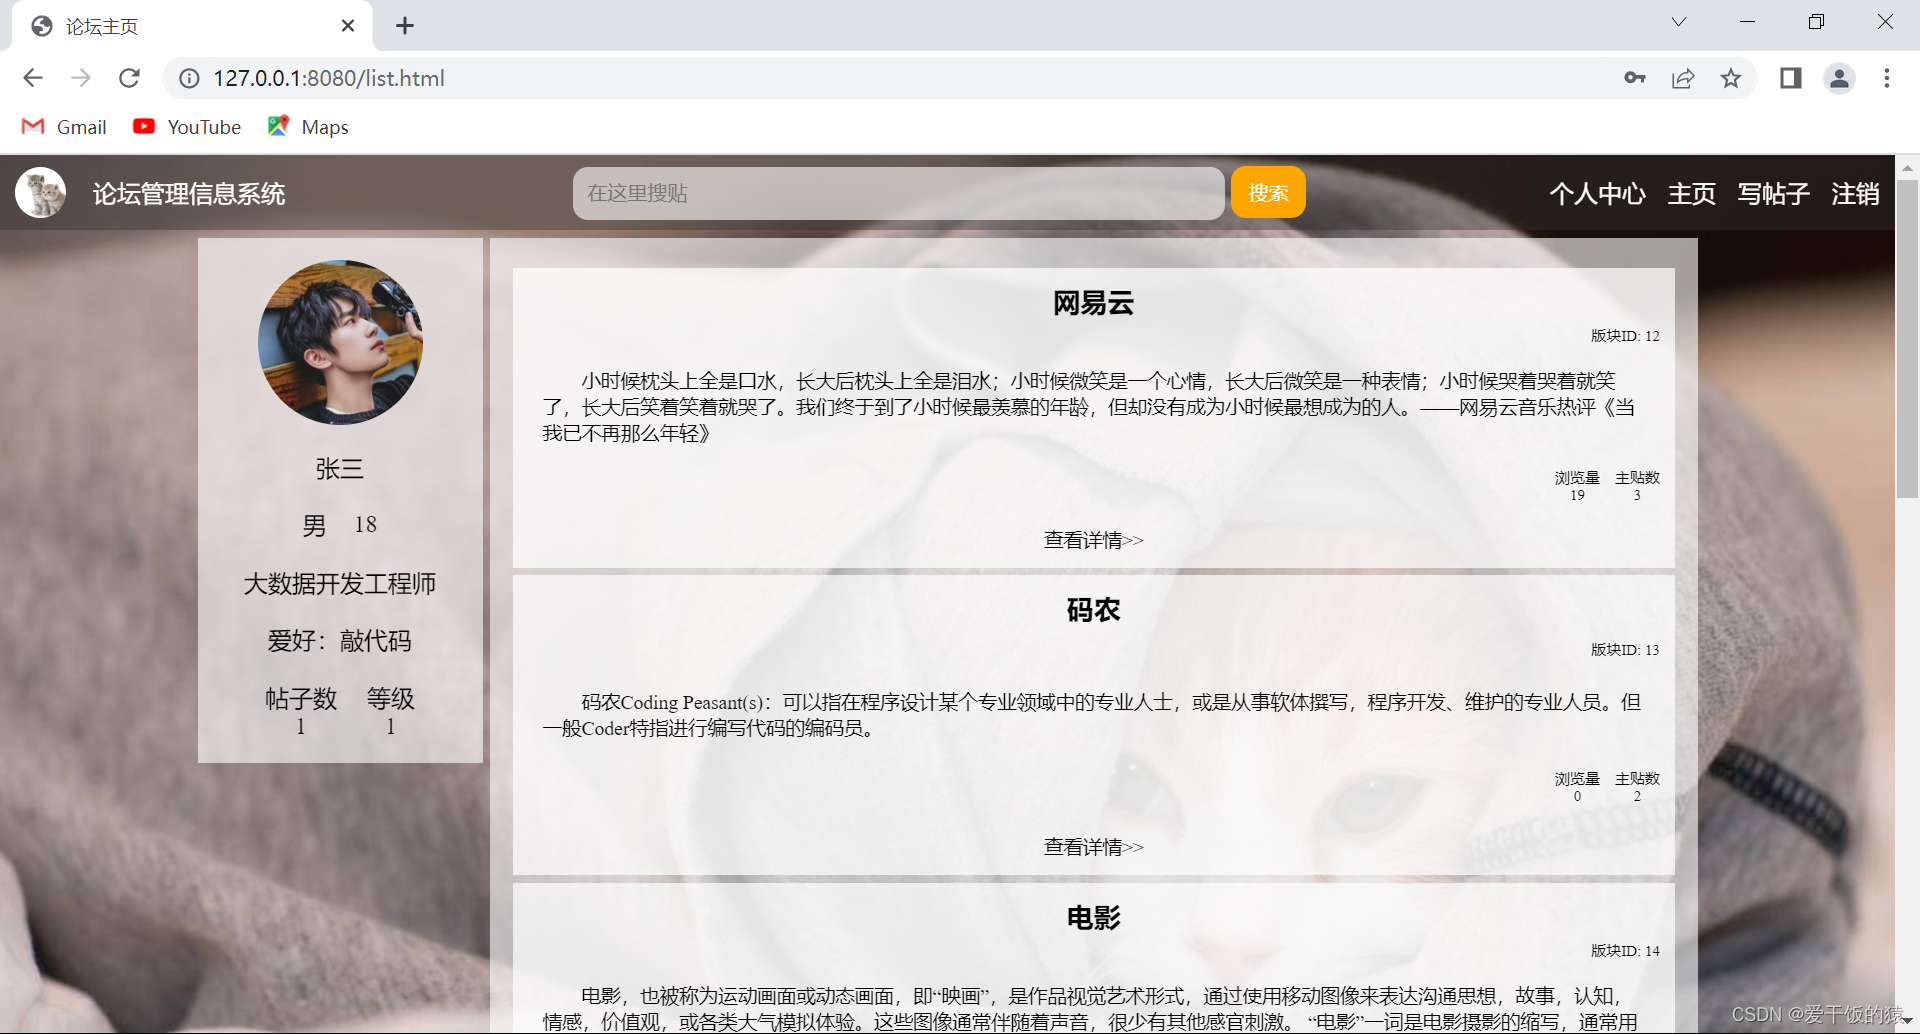 论坛主页
127.0.0.1:8080/list.html
Gmail YouTube Maps
论坛管理信息系统
在这里搜贴
搜索
个人中心 主页 写帖子 注销
张三
男 18
大数据开发工程师
爱好：敲代码
帖子数 等级
1 1
网易云
版块ID: 12
小时候枕头上全是口水，长大后枕头上全是泪水；小时候微笑是一个心情，长大后微笑是一种表情；小时候哭着哭着就笑
了，长大后笑着笑着就哭了。我们终于到了小时候最羡慕的年龄，但却没有成为小时候最想成为的人。——网易云音乐热评《当
我已不再那么年轻》
浏览量 主贴数
19 3
查看详情>>
码农
版块ID: 13
码农Coding Peasant(s)：可以指在程序设计某个专业领域中的专业人士，或是从事软体撰写，程序开发、维护的专业人员。但
一般Coder特指进行编写代码的编码员。
浏览量 主贴数
0 2
查看详情>>
电影
版块ID: 14
电影，也被称为运动画面或动态画面，即“映画”，是作品视觉艺术形式，通过使用移动图像来表达沟通思想，故事，认知，
情感，价值观，或各类大气模拟体验。这些图像通常伴随着声音，很少有其他感官刺激。 “电影”一词是电影摄影的缩写，通常用
CSDN @爱干饭的猿